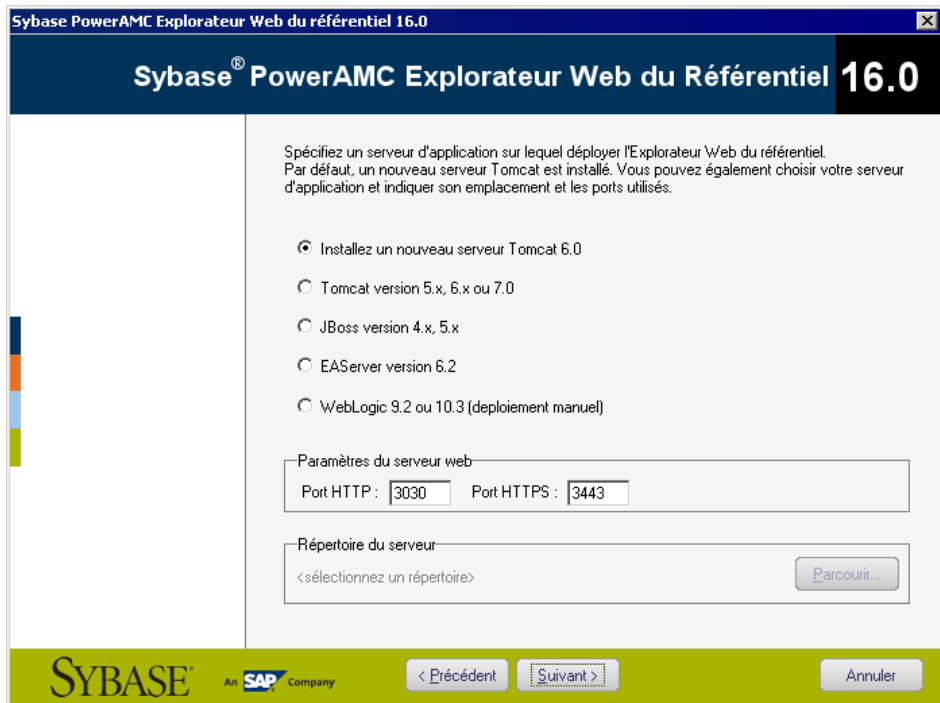 Sybase PowerAMC Explorateur Web du référentiel 16.0
Sybase® PowerAMC Explorateur Web du Référentiel 16.0
Spécifiez un serveur d'application sur lequel déployer l'Explorateur Web du référentiel.
Par défaut, un nouveau serveur Tomcat est installé. Vous pouvez également choisir votre serveur
d'application et indiquer son emplacement et les ports utilisés.
Installez un nouveau serveur Tomcat 6.0
Tomcat version 5.x, 6.x ou 7.0
JBoss version 4.x, 5.x
EAServer version 6.2
WebLogic 9.2 ou 10.3 (deploiement manuel)
Paramètres du serveur web
Port HTTP : 3030 Port HTTPS : 3443
Répertoire du serveur
<sélectionnez un répertoire> Parcourir...
SYBASE An SAP Company < Précédent Suivant > Annuler